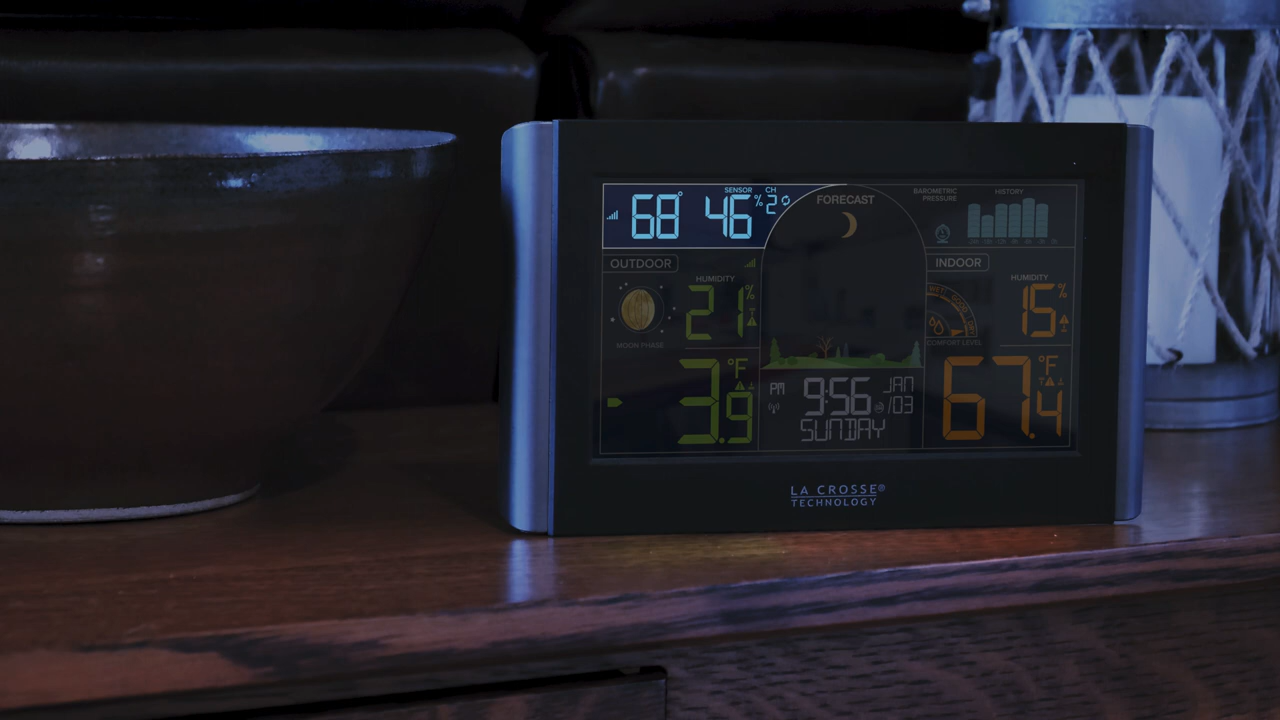 SENSOR CH
68° 46% 2
FORECAST
BAROMETRIC
PRESSURE
HISTORY
OUTDOOR
HUMIDITY
21%
MOON PHASE
3.9 °F
PM 9:56 JAN
/03
SUNDAY
INDOOR
HUMIDITY
15%
COMFORT LEVEL
67.4 °F
LA CROSSE®
TECHNOLOGY